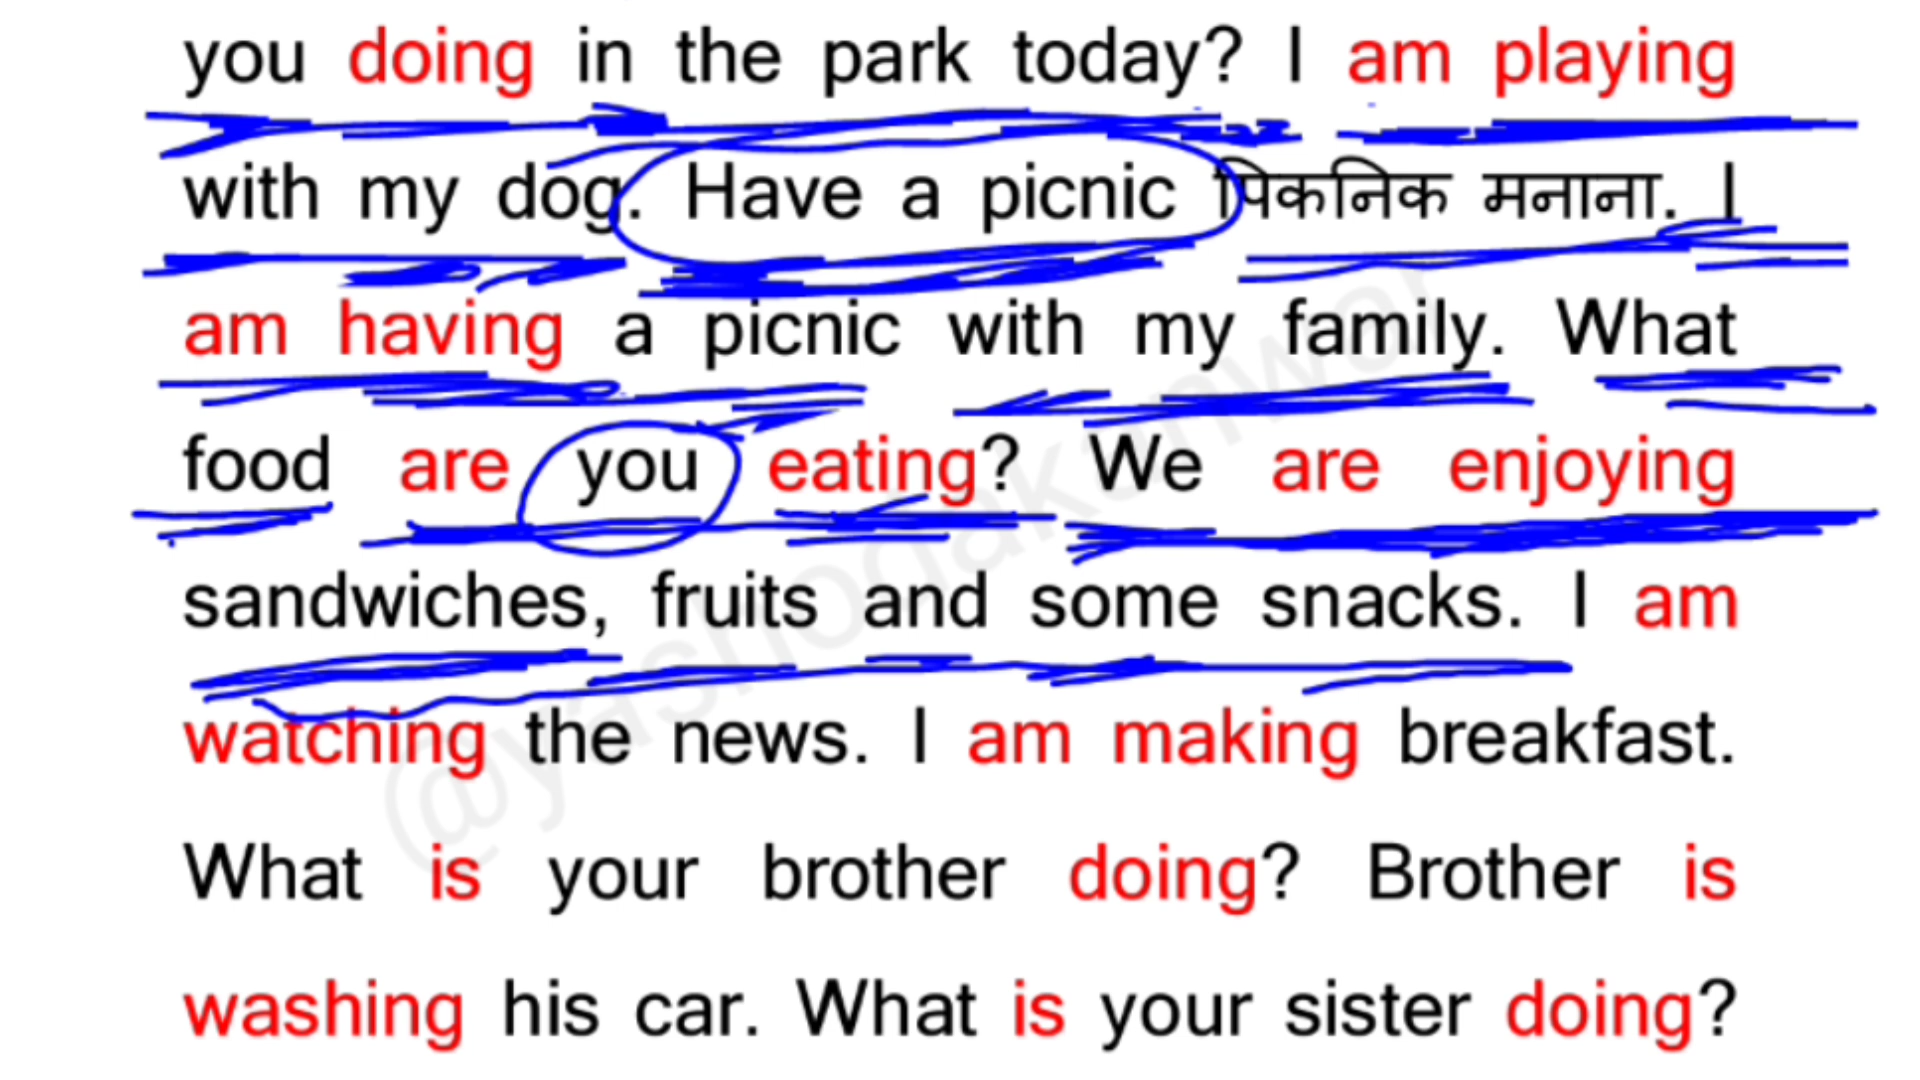 you doing in the park today? I am playing
with my dog. Have a picnic पिकनिक मनाना. I
am having a picnic with my family. What
food are you eating? We are enjoying
sandwiches, fruits and some snacks. I am
watching the news. I am making breakfast.
What is your brother doing? Brother is
washing his car. What is your sister doing?
@yashodakanwar